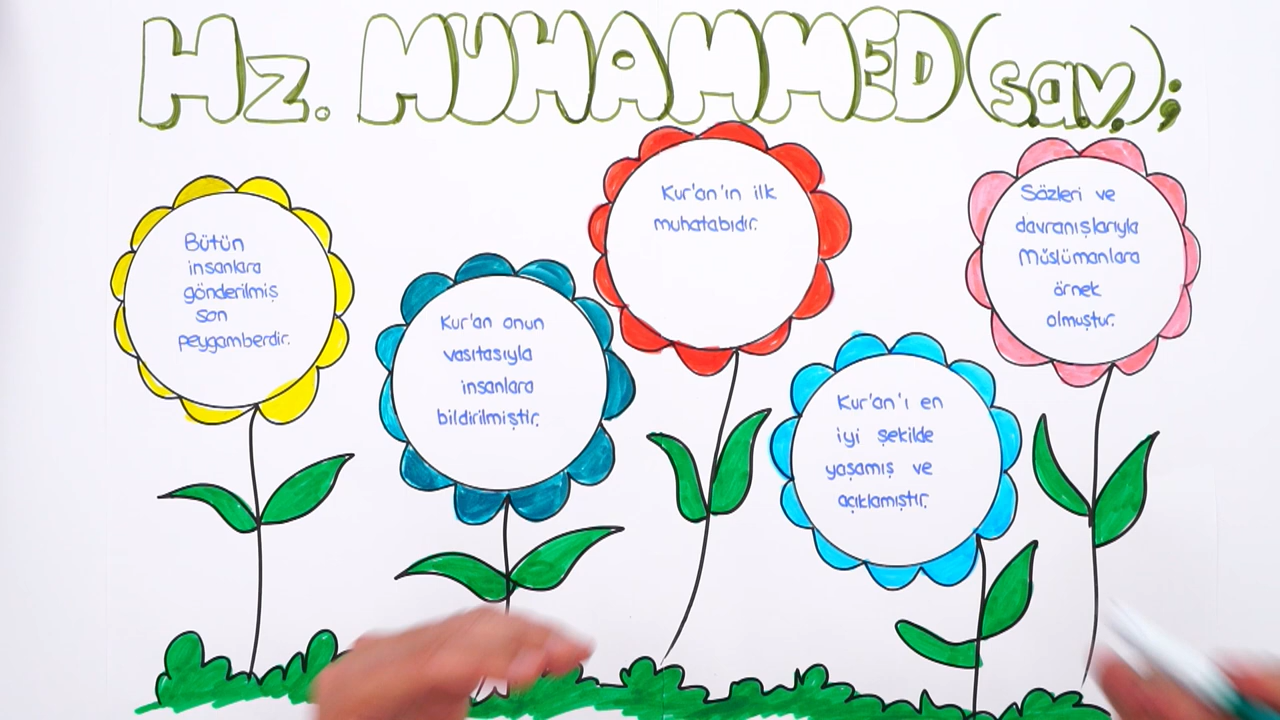 Hz. MUHAMMED (s.a.v.);
Bütün
insanlara
gönderilmiş
son
peygamberdir.
Kur'an onun
vasıtasıyla
insanlara
bildirilmiştir.
Kur'an'ın ilk
muhatabıdır.
Kur'an'ı en
iyi şekilde
yaşamış ve
açıklamıştır.
Sözleri ve
davranışlarıyla
Müslümanlara
örnek
olmuştur.